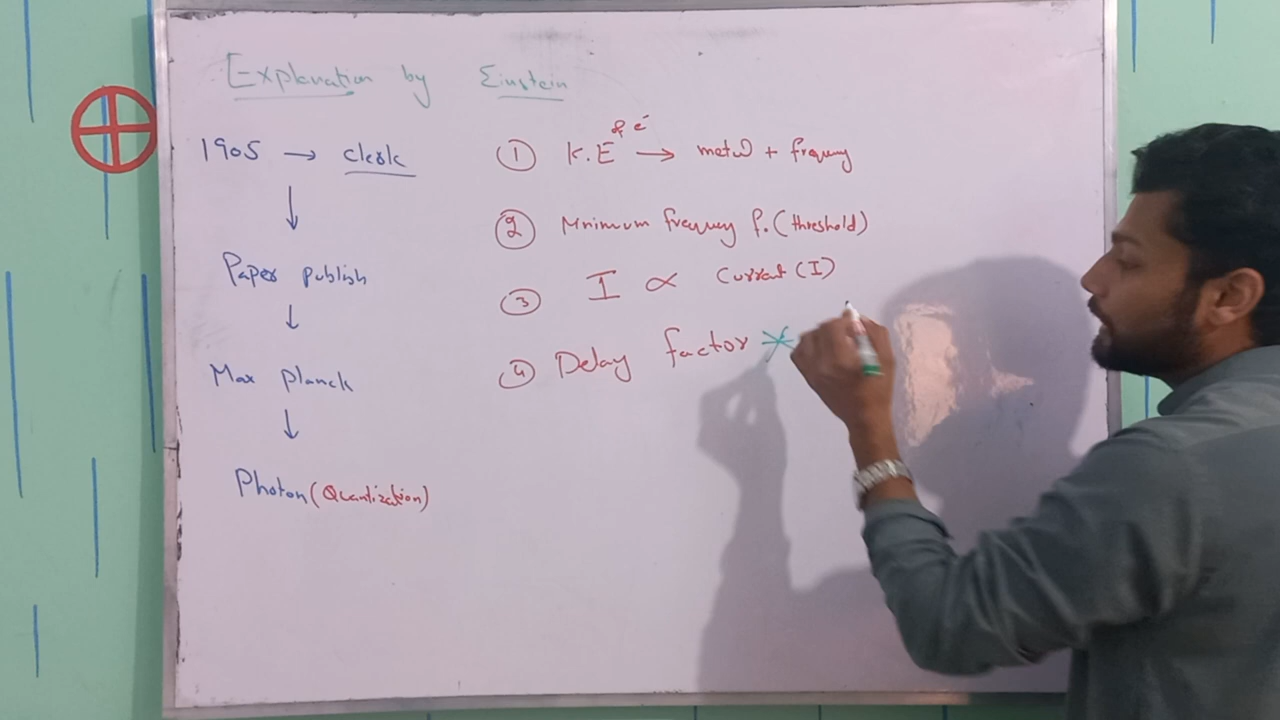 Explanation by Einstein
1905 → clerk
↓
Paper publish
↓
Max planck
↓
Photon (Quantization)
① K.E of e⁻ → metal + frequency
② Minimum frequency f. (threshold)
③ I ∝ Current (I)
④ Delay factor ×